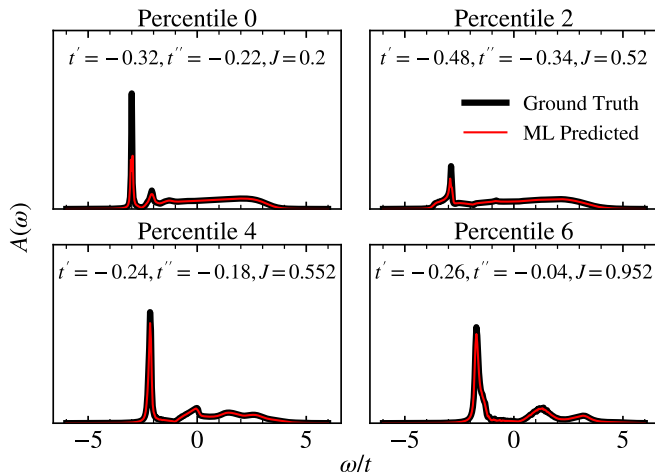 Percentile 0
t′ = −0.32, t′′ = −0.22, J = 0.2
Percentile 2
t′ = −0.48, t′′ = −0.34, J = 0.52
Ground Truth
ML Predicted
A(ω)
Percentile 4
t′ = −0.24, t′′ = −0.18, J = 0.552
Percentile 6
t′ = −0.26, t′′ = −0.04, J = 0.952
−5 0 5 −5 0 5
ω/t